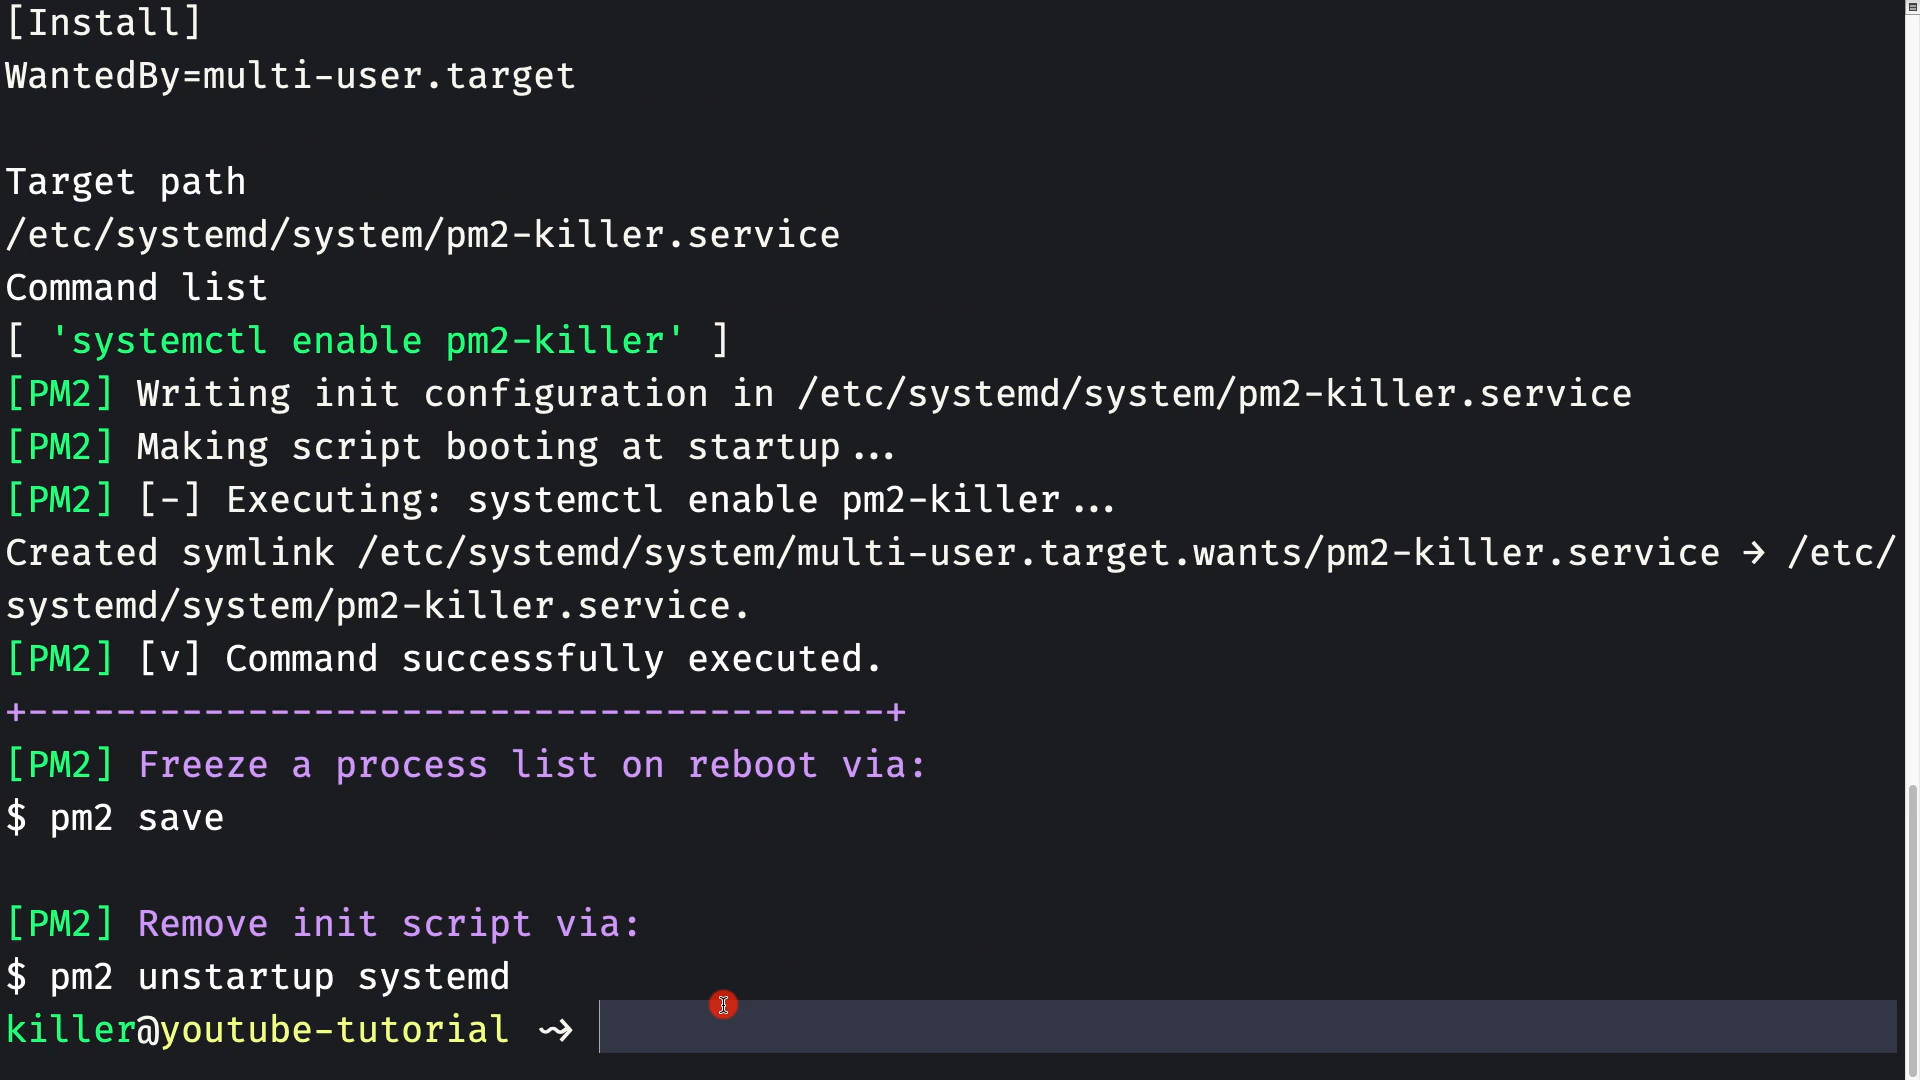 [Install]
WantedBy=multi-user.target
Target path
/etc/systemd/system/pm2-killer.service
Command list
[ 'systemctl enable pm2-killer' ]
[PM2] Writing init configuration in /etc/systemd/system/pm2-killer.service
[PM2] Making script booting at startup...
[PM2] [-] Executing: systemctl enable pm2-killer...
Created symlink /etc/systemd/system/multi-user.target.wants/pm2-killer.service → /etc/
systemd/system/pm2-killer.service.
[PM2] [v] Command successfully executed.
+---------------------------------------+
[PM2] Freeze a process list on reboot via:
$ pm2 save
[PM2] Remove init script via:
$ pm2 unstartup systemd
killer@youtube-tutorial ⤳